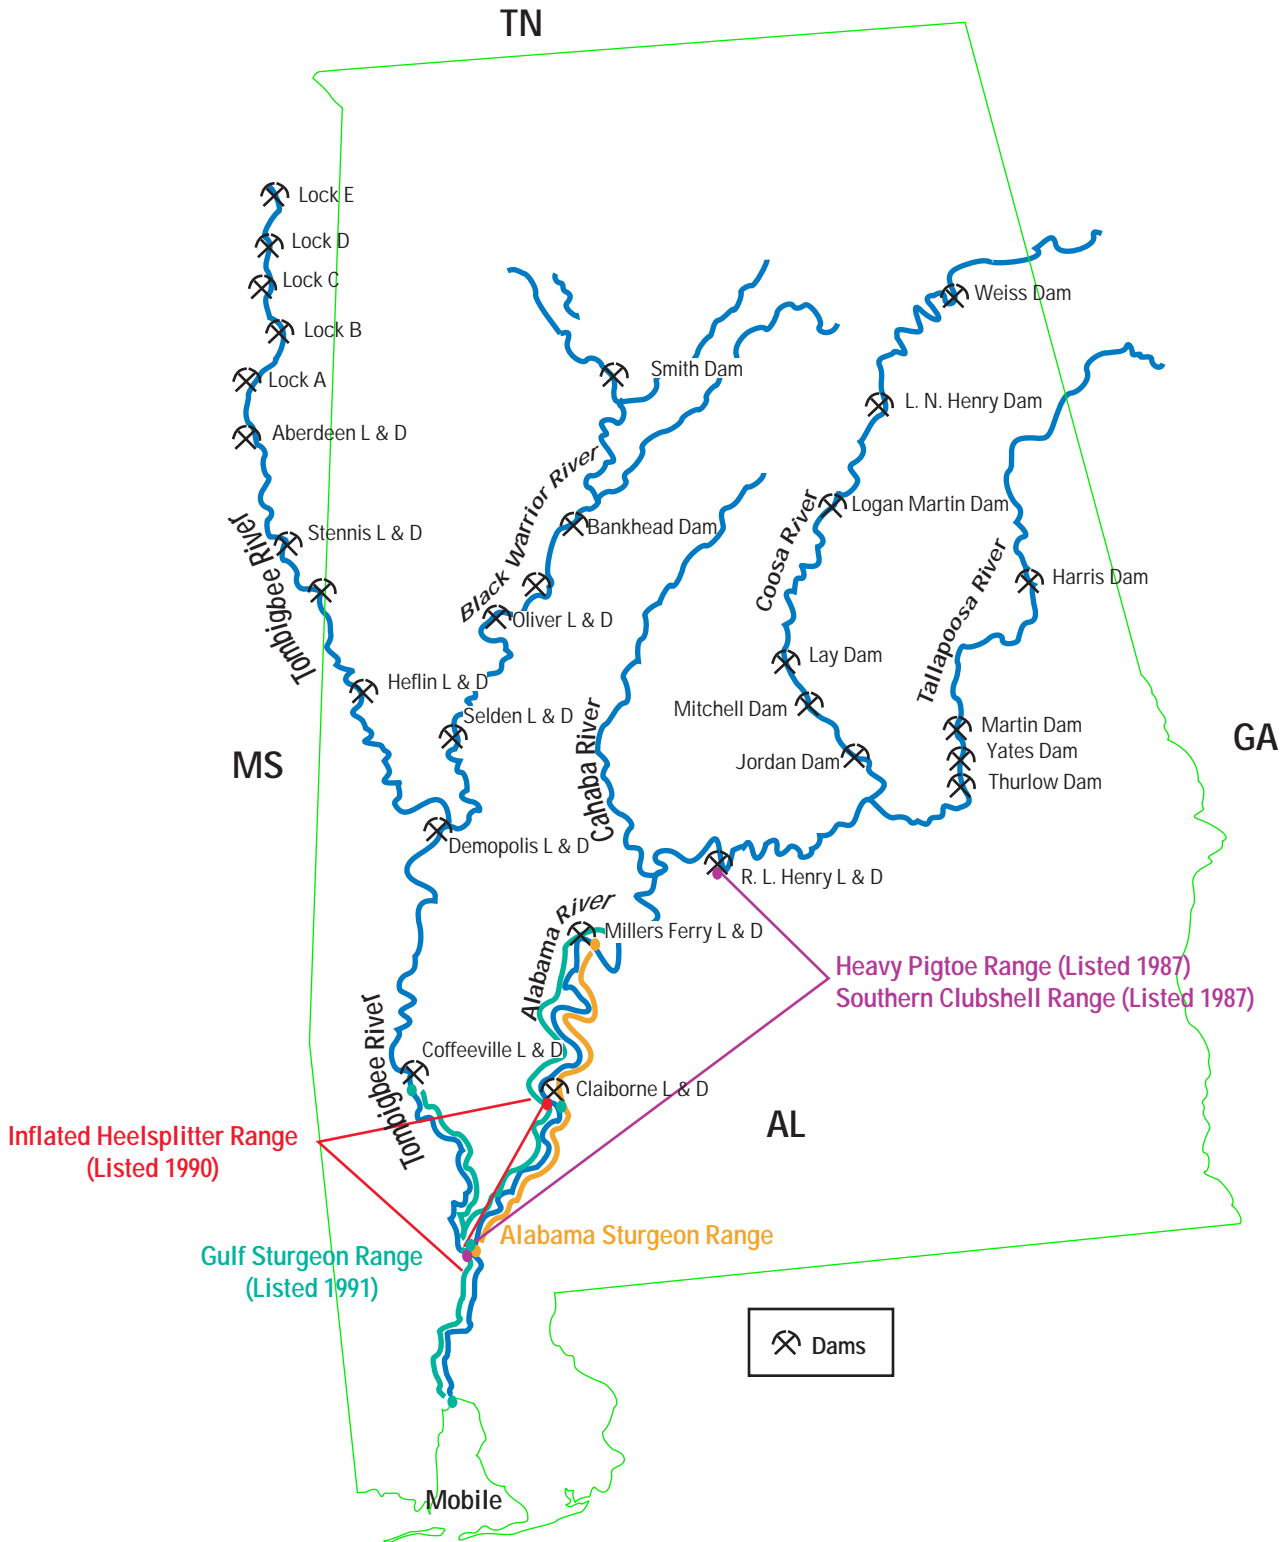 TN
Lock E
Lock D
Lock C
Lock B
Lock A
Aberdeen L & D
Stennis L & D
Tombigbee River
Heflin L & D
Smith Dam
Black Warrior River
Bankhead Dam
Oliver L & D
Selden L & D
Demopolis L & D
Weiss Dam
L. N. Henry Dam
Logan Martin Dam
Coosa River
Lay Dam
Mitchell Dam
Jordan Dam
Harris Dam
Tallapoosa River
Martin Dam
Yates Dam
Thurlow Dam
MS
GA
Cahaba River
R. L. Henry L & D
Alabama River
Millers Ferry L & D
Heavy Pigtoe Range (Listed 1987)
Southern Clubshell Range (Listed 1987)
Tombigbee River
Coffeeville L & D
Claiborne L & D
AL
Inflated Heelsplitter Range
(Listed 1990)
Alabama Sturgeon Range
Gulf Sturgeon Range
(Listed 1991)
Dams
Mobile